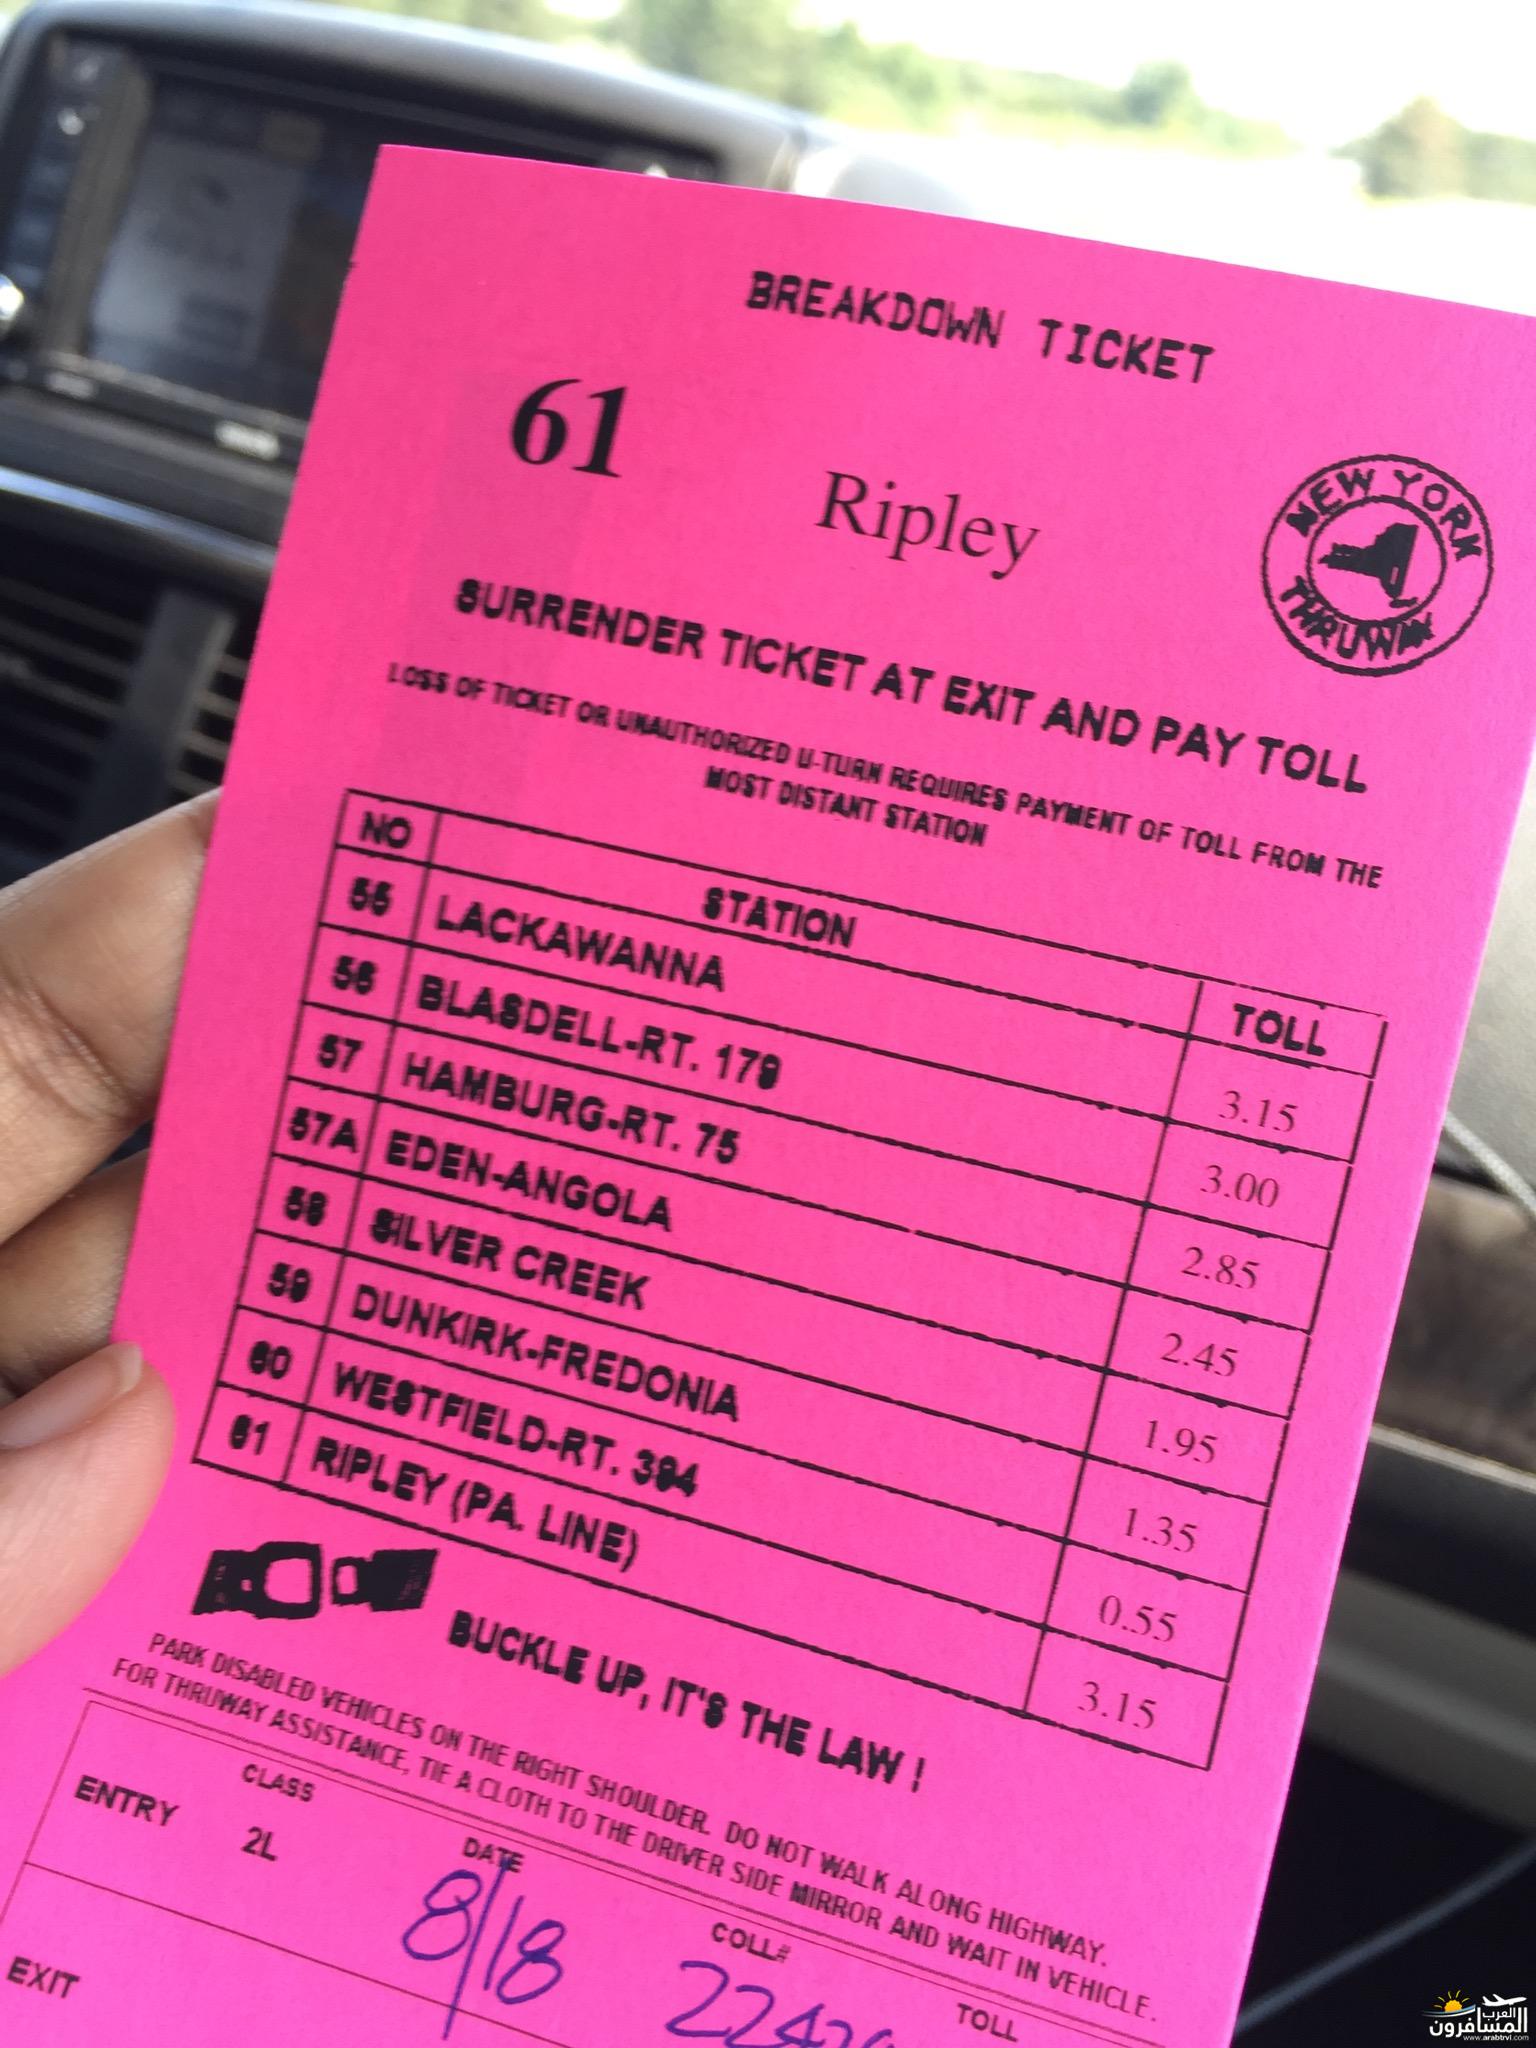 BREAKDOWN TICKET
61 Ripley
NEW YORK
THRUWAY
SURRENDER TICKET AT EXIT AND PAY TOLL
LOSS OF TICKET OR UNAUTHORIZED U-TURN REQUIRES PAYMENT OF TOLL FROM THE
MOST DISTANT STATION
NO STATION TOLL
55 LACKAWANNA 3.15
56 BLASDELL-RT. 179 3.00
57 HAMBURG-RT. 75 2.85
57A EDEN-ANGOLA 2.45
58 SILVER CREEK 1.95
59 DUNKIRK-FREDONIA 1.35
60 WESTFIELD-RT. 394 0.55
61 RIPLEY (PA. LINE) 3.15
BUCKLE UP, IT'S THE LAW !
PARK DISABLED VEHICLES ON THE RIGHT SHOULDER. DO NOT WALK ALONG HIGHWAY.
FOR THRUWAY ASSISTANCE, TIE A CLOTH TO THE DRIVER SIDE MIRROR AND WAIT IN VEHICLE.
CLASS DATE COLL# TOLL
ENTRY 2L 8/18
EXIT
العرب
المسافرون
www.arabtrvl.com